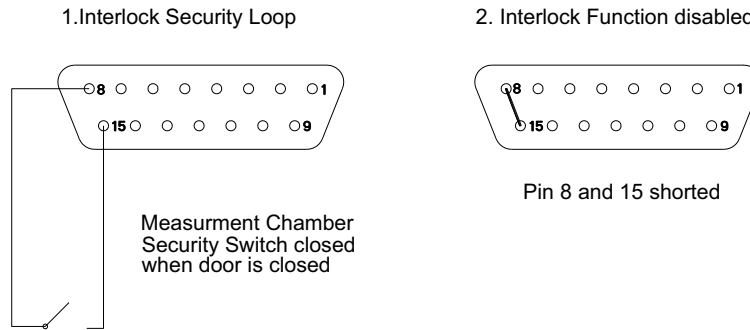 1.Interlock Security Loop
2. Interlock Function disabled
8 1
15 9
8 1
15 9
Pin 8 and 15 shorted
Measurment Chamber
Security Switch closed
when door is closed